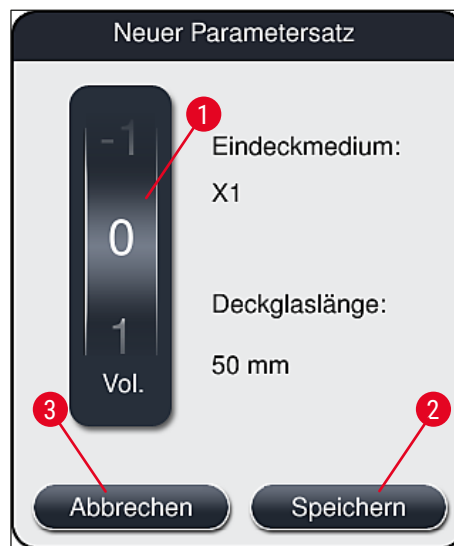 Neuer Parametersatz
-1
1
Eindeckmedium:
X1
0
Deckglaslänge:
1
50 mm
Vol.
3
2
Abbrechen
Speichern